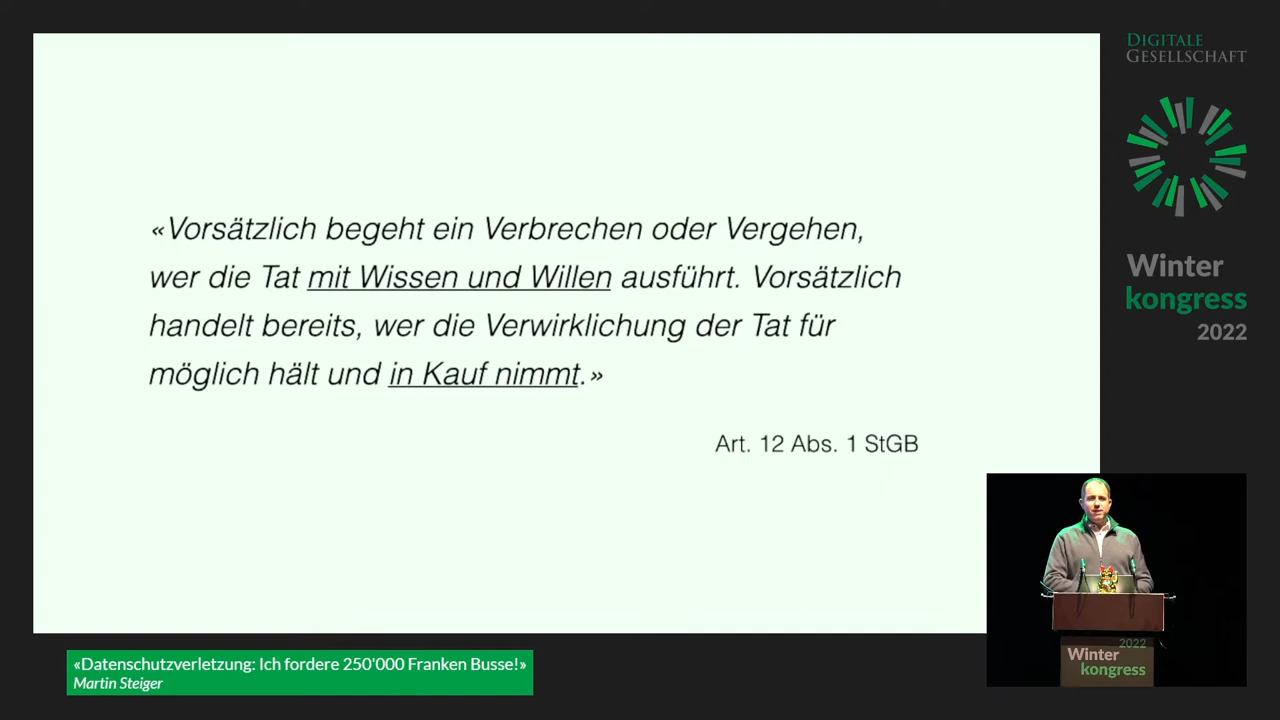 DIGITALE
GESELLSCHAFT
Winter
kongress
2022
«Vorsätzlich begeht ein Verbrechen oder Vergehen,
wer die Tat mit Wissen und Willen ausführt. Vorsätzlich
handelt bereits, wer die Verwirklichung der Tat für
möglich hält und in Kauf nimmt.»
Art. 12 Abs. 1 StGB
2022
Winter
kongress
«Datenschutzverletzung: Ich fordere 250'000 Franken Busse!»
Martin Steiger